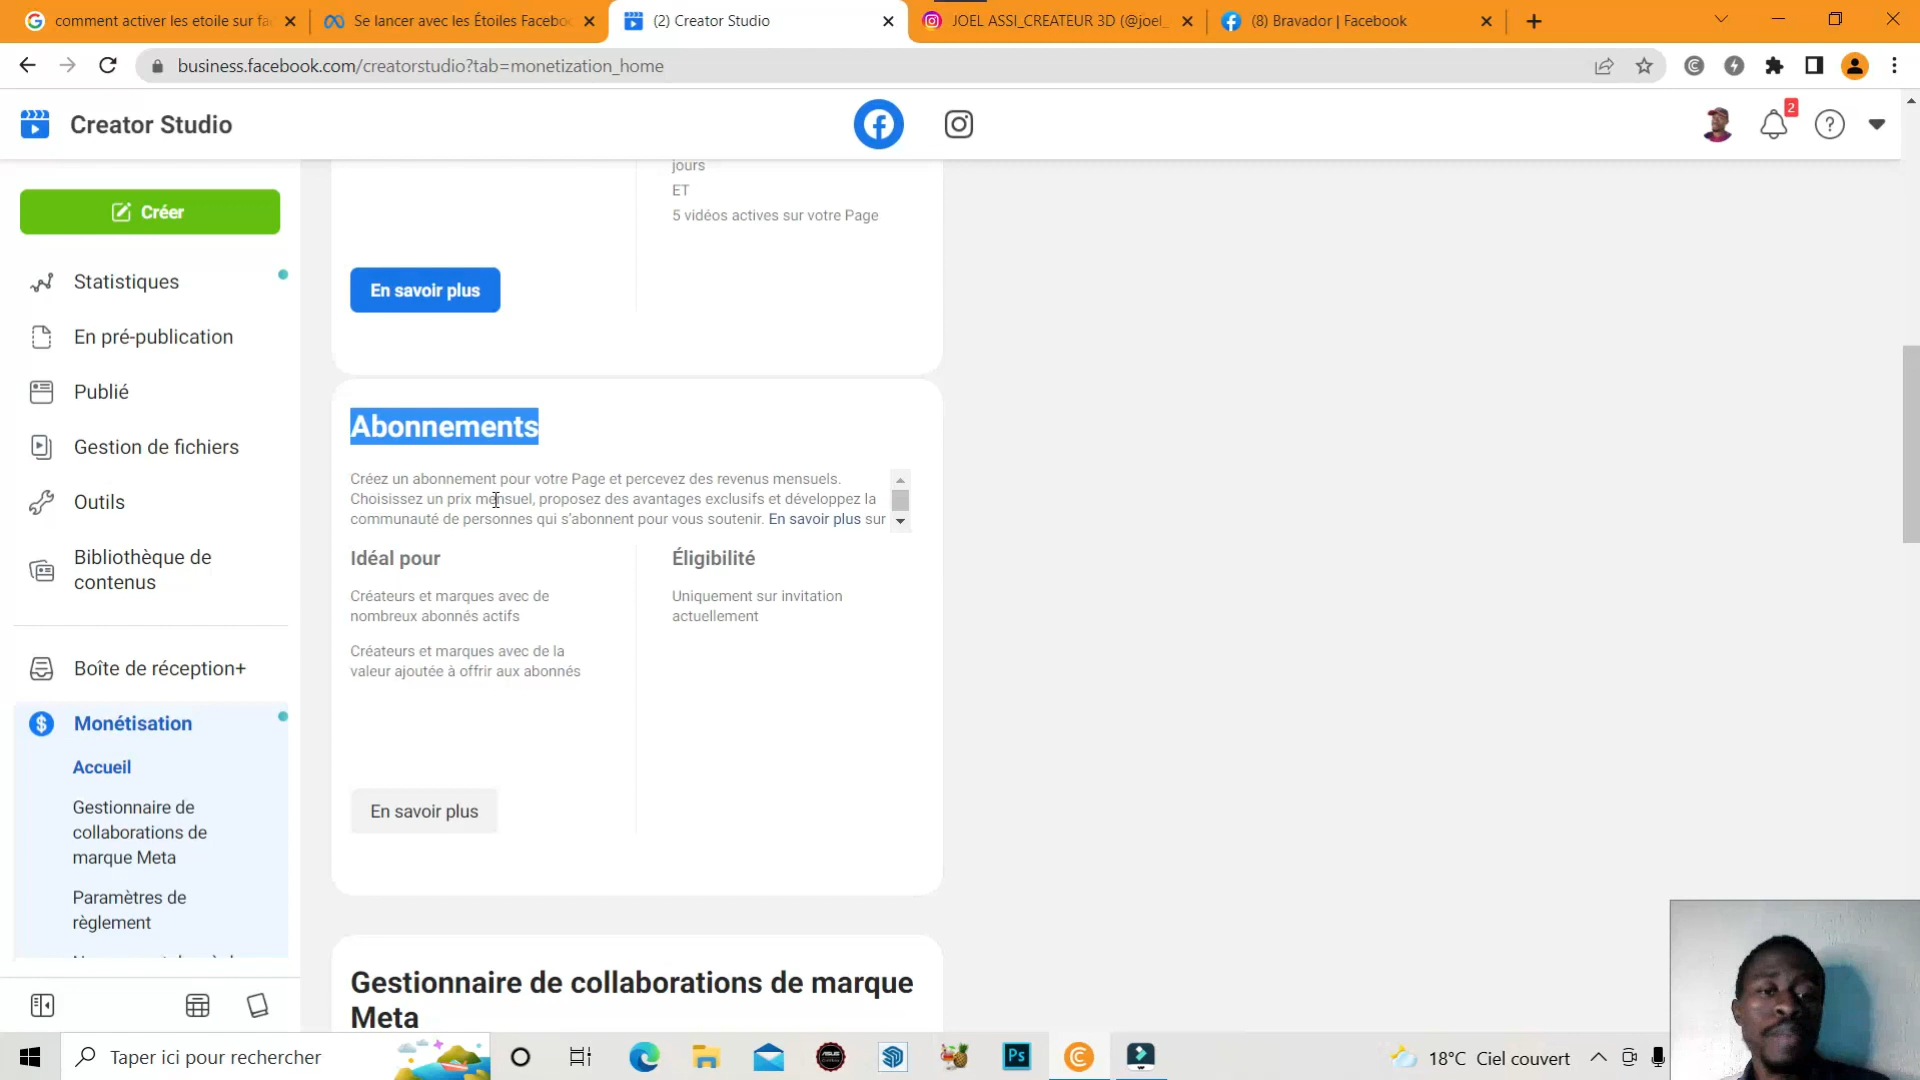 comment activer les etoile sur fa
Se lancer avec les Étoiles Facebo
(2) Creator Studio
JOEL ASSI_CREATEUR 3D (@joel_
(8) Bravador | Facebook
business.facebook.com/creatorstudio?tab=monetization_home
Creator Studio
2
Créer
Statistiques
En pré-publication
Publié
Gestion de fichiers
Outils
Bibliothèque de
contenus
Boîte de réception+
Monétisation
Accueil
Gestionnaire de
collaborations de
marque Meta
Paramètres de
règlement
jours
ET
5 vidéos actives sur votre Page
En savoir plus
Abonnements
Créez un abonnement pour votre Page et percevez des revenus mensuels.
Choisissez un prix mensuel, proposez des avantages exclusifs et développez la
communauté de personnes qui s'abonnent pour vous soutenir. En savoir plus sur
Idéal pour
Créateurs et marques avec de
nombreux abonnés actifs
Créateurs et marques avec de la
valeur ajoutée à offrir aux abonnés
Éligibilité
Uniquement sur invitation
actuellement
En savoir plus
Gestionnaire de collaborations de marque
Meta
Taper ici pour rechercher
Ps
18°C Ciel couvert